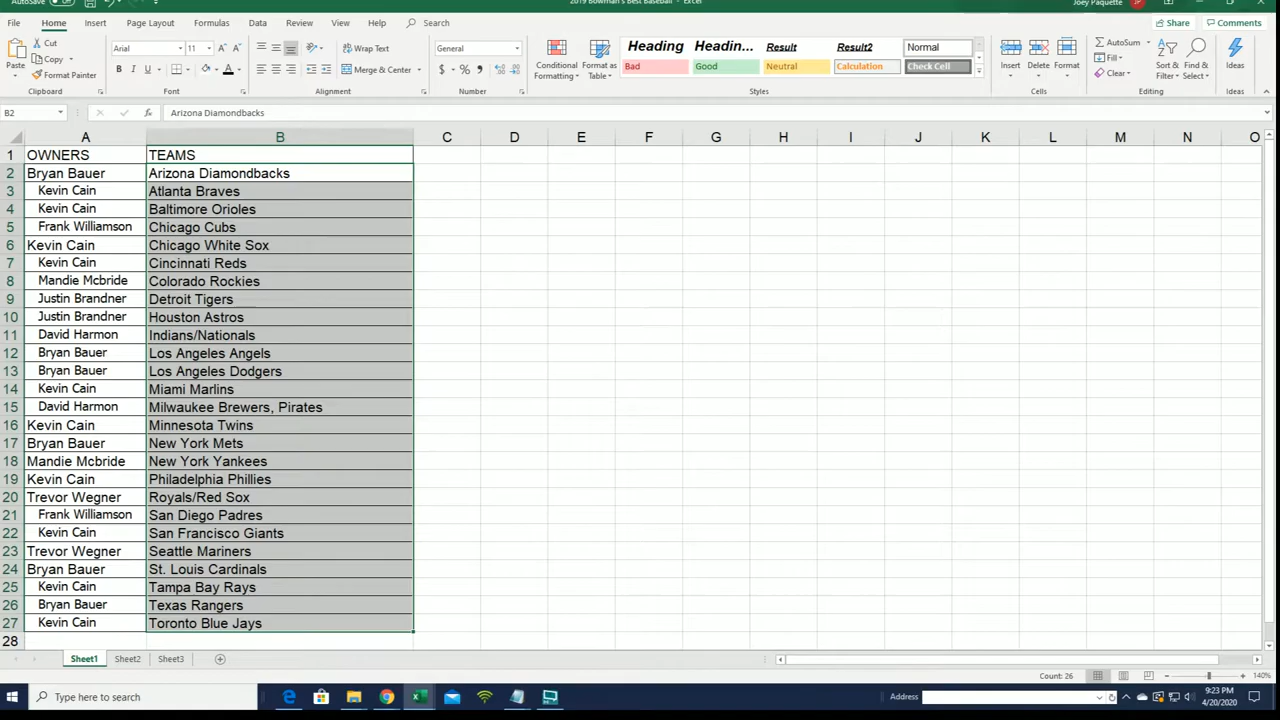 AutoSave Off 2019 Bowman's Best Baseball - Excel Joey Paquette JP
File Home Insert Page Layout Formulas Data Review View Help Search Share Comments
Cut Arial 11 Wrap Text General Heading Headin... Result Result2 Normal AutoSum
Copy Fill
Paste Format Painter Merge & Center Conditional Formatting Format as Table Bad Good Neutral Calculation Check Cell Insert Delete Format Clear Sort & Filter Find & Select Ideas
Clipboard Font Alignment Number Styles Cells Editing Ideas
B2 Arizona Diamondbacks
A B C D E F G H I J K L M N O
1 OWNERS TEAMS
2 Bryan Bauer Arizona Diamondbacks
3 Kevin Cain Atlanta Braves
4 Kevin Cain Baltimore Orioles
5 Frank Williamson Chicago Cubs
6 Kevin Cain Chicago White Sox
7 Kevin Cain Cincinnati Reds
8 Mandie Mcbride Colorado Rockies
9 Justin Brandner Detroit Tigers
10 Justin Brandner Houston Astros
11 David Harmon Indians/Nationals
12 Bryan Bauer Los Angeles Angels
13 Bryan Bauer Los Angeles Dodgers
14 Kevin Cain Miami Marlins
15 David Harmon Milwaukee Brewers, Pirates
16 Kevin Cain Minnesota Twins
17 Bryan Bauer New York Mets
18 Mandie Mcbride New York Yankees
19 Kevin Cain Philadelphia Phillies
20 Trevor Wegner Royals/Red Sox
21 Frank Williamson San Diego Padres
22 Kevin Cain San Francisco Giants
23 Trevor Wegner Seattle Mariners
24 Bryan Bauer St. Louis Cardinals
25 Kevin Cain Tampa Bay Rays
26 Bryan Bauer Texas Rangers
27 Kevin Cain Toronto Blue Jays
28
Sheet1 Sheet2 Sheet3
Count: 26 140%
Type here to search Address 9:23 PM
4/20/2020